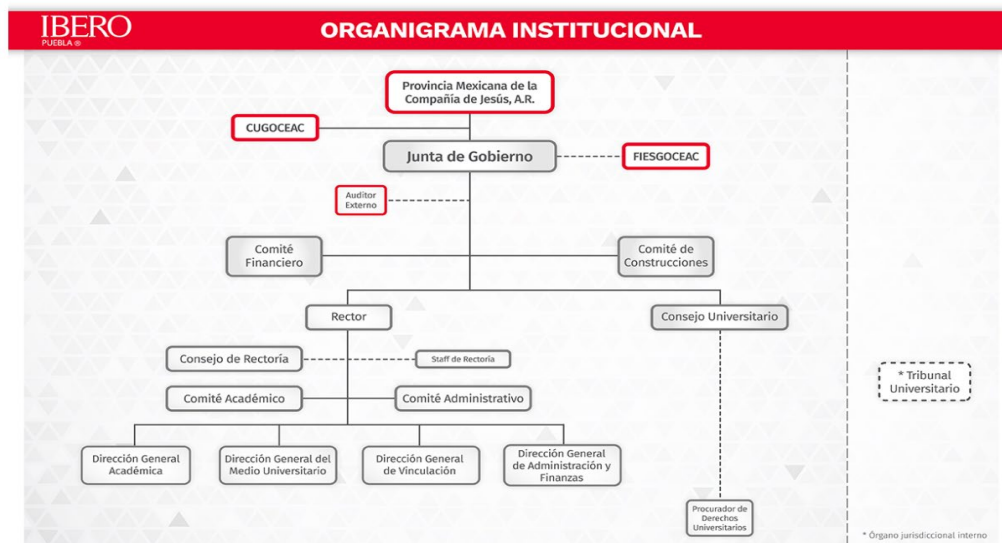 IBERO
PUEBLA ®
ORGANIGRAMA INSTITUCIONAL
Provincia Mexicana de la
Compañía de Jesús, A.R.
CUGOCEAC
Junta de Gobierno
FIESGOCEAC
Auditor
Externo
Comité
Financiero
Comité de
Construcciones
Rector
Consejo Universitario
Consejo de Rectoría
Staff de Rectoría
* Tribunal
Universitario
Comité Académico
Comité Administrativo
Dirección General
Académica
Dirección General del
Medio Universitario
Dirección General
de Vinculación
Dirección General
de Administración y
Finanzas
Procurador de
Derechos
Universitarios
* Órgano jurisdiccional interno